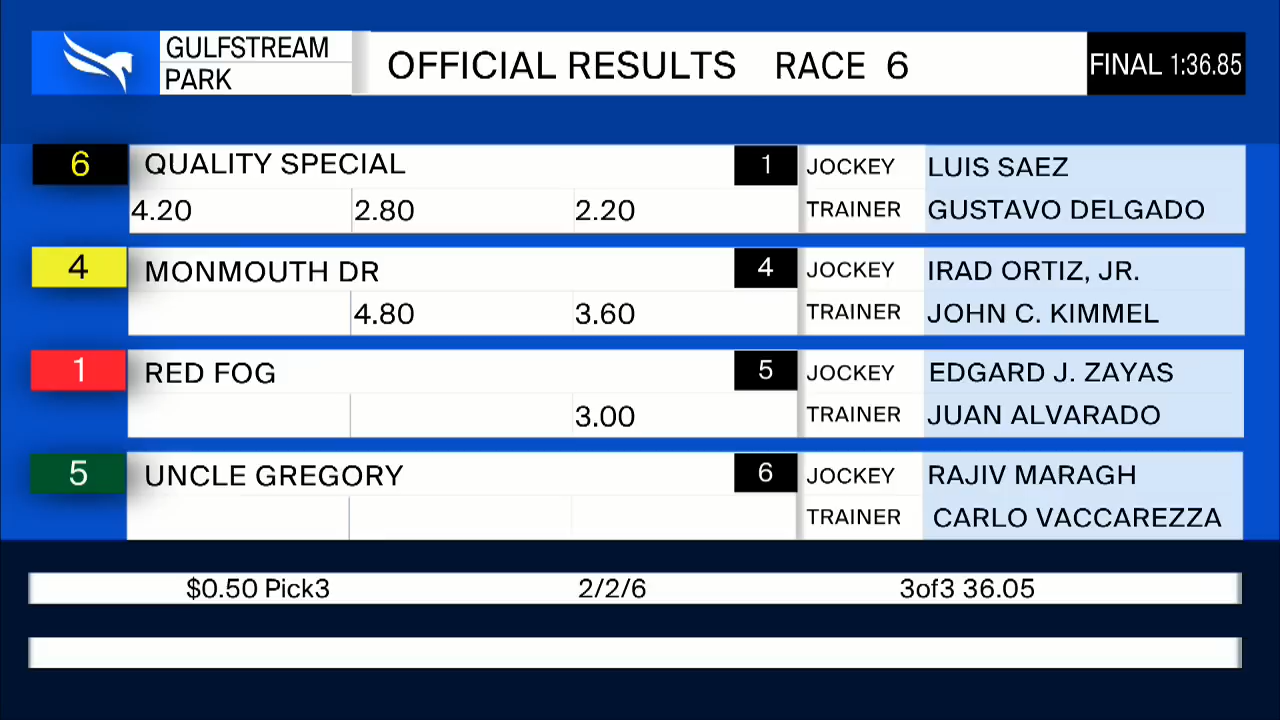 GULFSTREAM
PARK
OFFICIAL RESULTS RACE 6
FINAL 1:36.85
6 QUALITY SPECIAL 1 JOCKEY LUIS SAEZ
4.20 2.80 2.20 TRAINER GUSTAVO DELGADO
4 MONMOUTH DR 4 JOCKEY IRAD ORTIZ, JR.
4.80 3.60 TRAINER JOHN C. KIMMEL
1 RED FOG 5 JOCKEY EDGARD J. ZAYAS
3.00 TRAINER JUAN ALVARADO
5 UNCLE GREGORY 6 JOCKEY RAJIV MARAGH
TRAINER CARLO VACCAREZZA
$0.50 Pick3 2/2/6 3of3 36.05